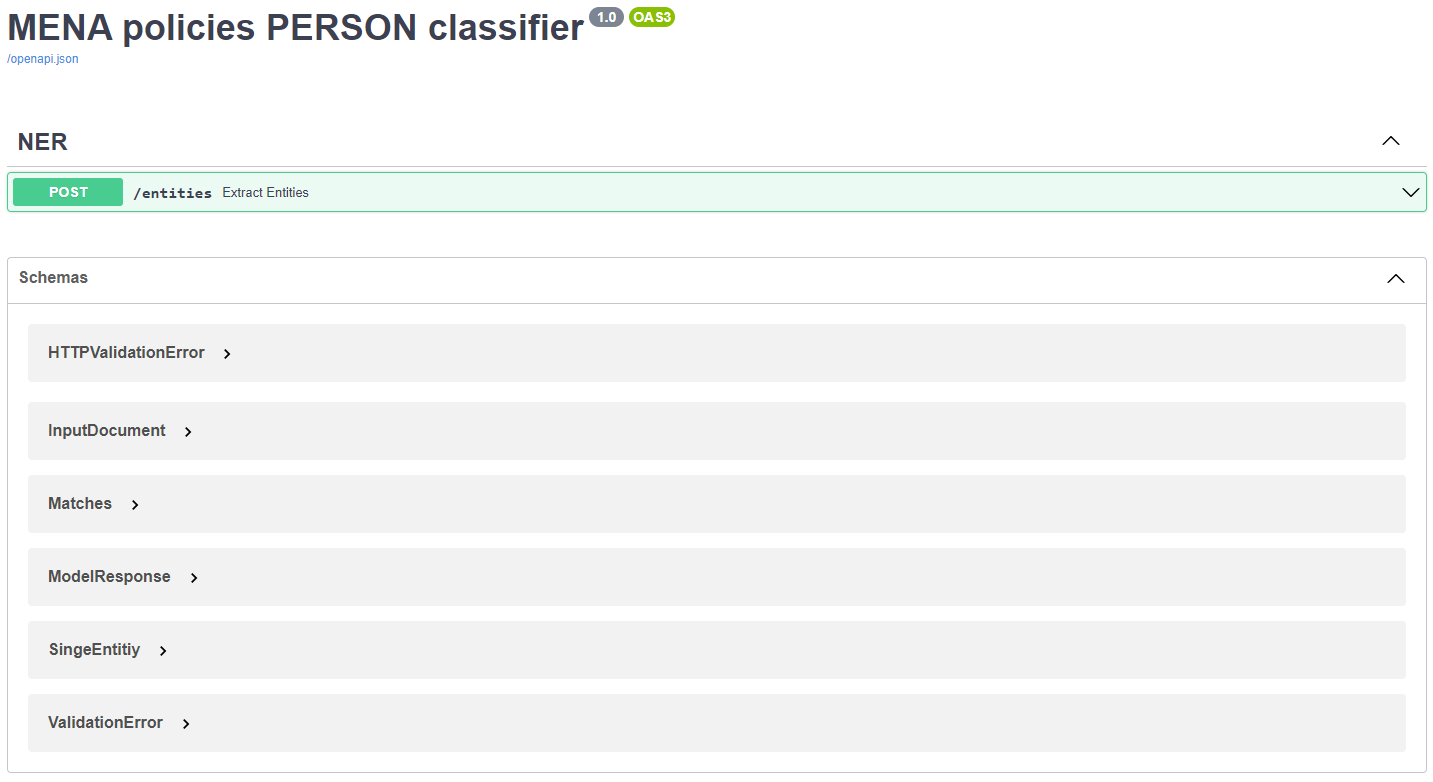 MENA policies PERSON classifier 1.0 OAS3
/openapi.json
NER
POST /entities Extract Entities
Schemas
HTTPValidationError
InputDocument
Matches
ModelResponse
SingeEntitiy
ValidationError